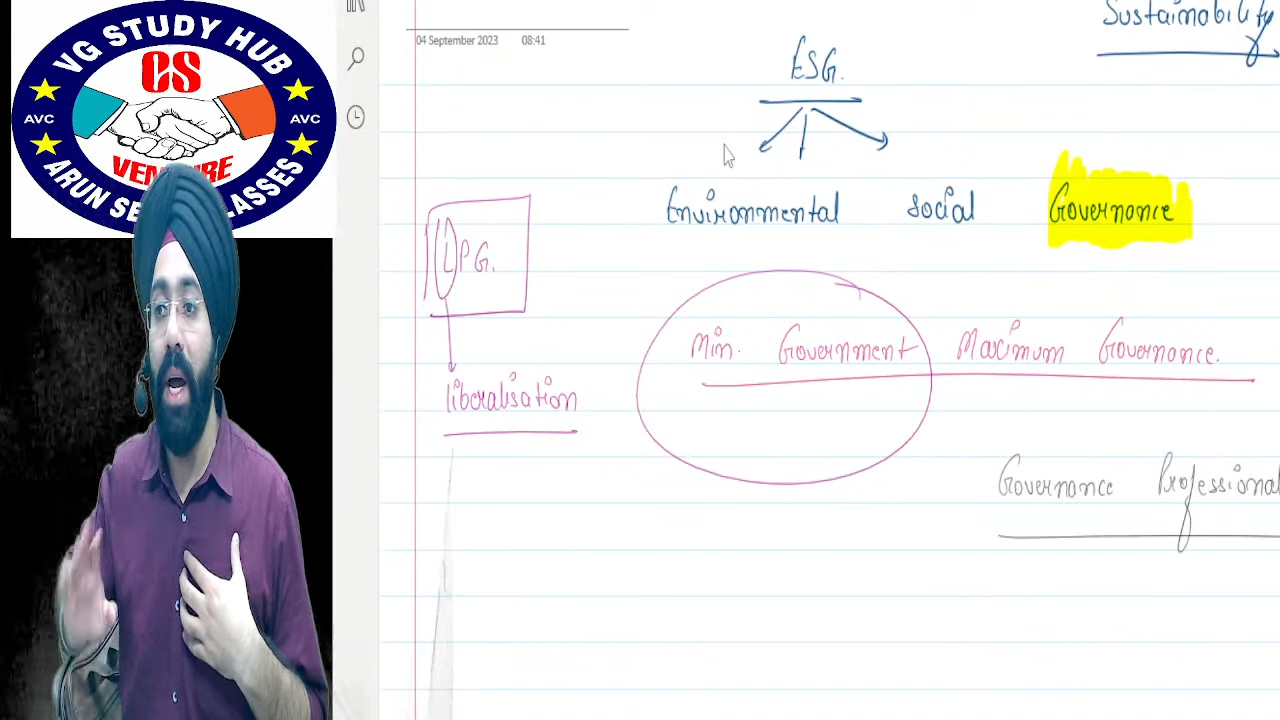 VG STUDY HUB
CS
AVC AVC
VENTURE
ARUN SE CLASSES
04 September 2023 08:41
Sustainability
ESG.
Environmental Social Governance
LPG.
Min. Government Maximum Governance.
liberalisation
Governance Professional